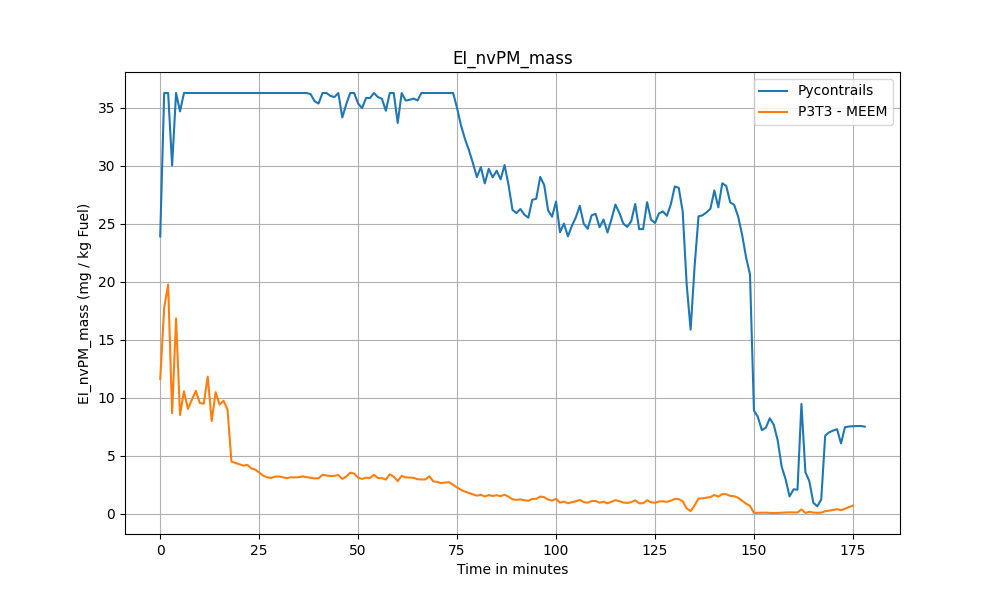 EI_nvPM_mass
Pycontrails
P3T3 - MEEM
EI_nvPM_mass (mg / kg Fuel)
35
30
25
20
15
10
5
0
0 25 50 75 100 125 150 175
Time in minutes